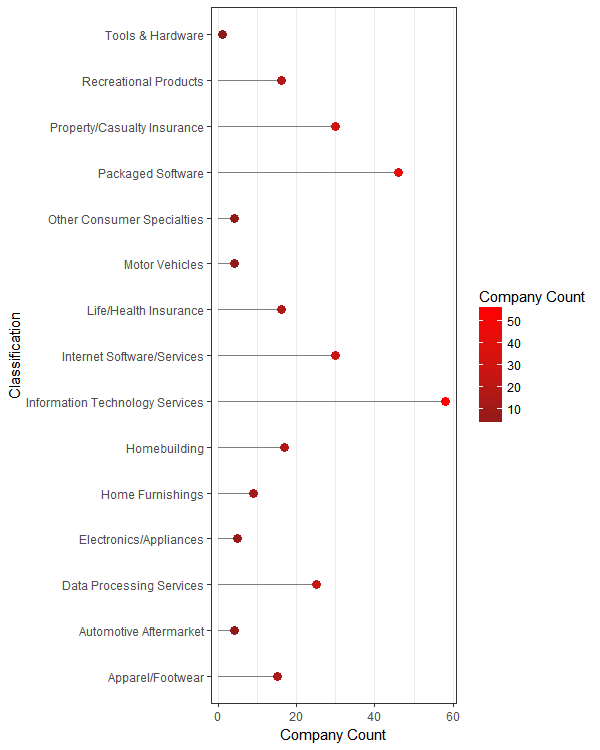 Tools & Hardware
Recreational Products
Property/Casualty Insurance
Packaged Software
Other Consumer Specialties
Motor Vehicles
Life/Health Insurance
Internet Software/Services
Information Technology Services
Homebuilding
Home Furnishings
Electronics/Appliances
Data Processing Services
Automotive Aftermarket
Apparel/Footwear
Classification
0 20 40 60
Company Count
Company Count
50
40
30
20
10